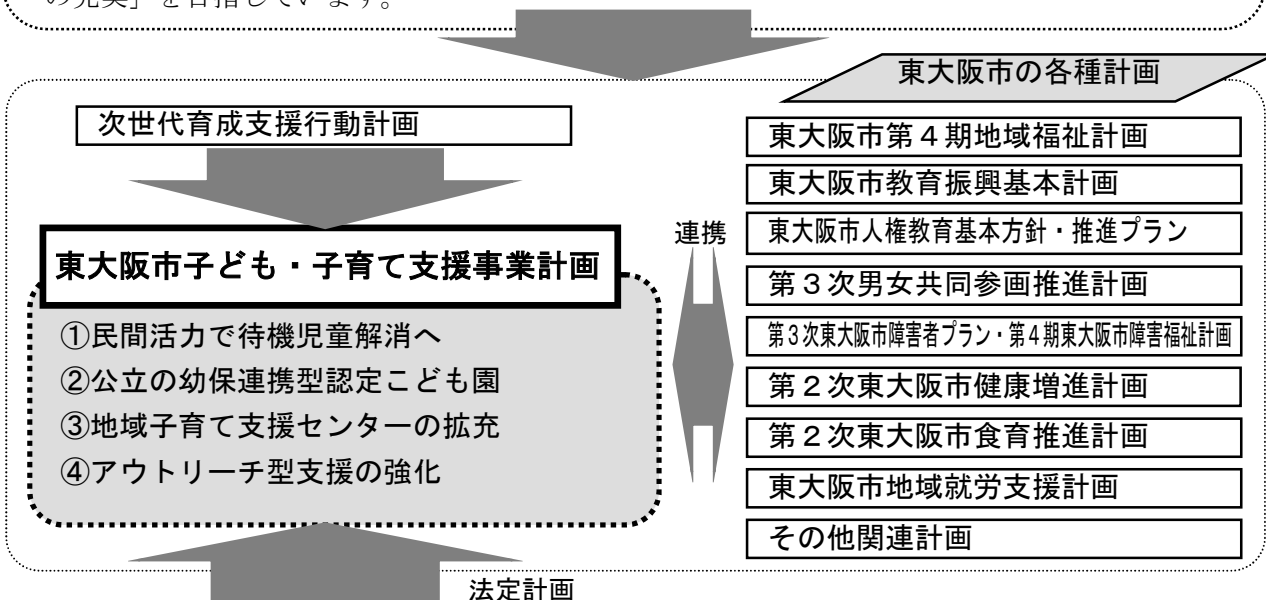 の充実」を目指しています。
東大阪市の各種計画
次世代育成支援行動計画
東大阪市子ども・子育て支援事業計画
①民間活力で待機児童解消へ
②公立の幼保連携型認定こども園
③地域子育て支援センターの拡充
④アウトリーチ型支援の強化
連携
東大阪市第４期地域福祉計画
東大阪市教育振興基本計画
東大阪市人権教育基本方針・推進プラン
第３次男女共同参画推進計画
第３次東大阪市障害者プラン・第４期東大阪市障害福祉計画
第２次東大阪市健康増進計画
第２次東大阪市食育推進計画
東大阪市地域就労支援計画
その他関連計画
法定計画